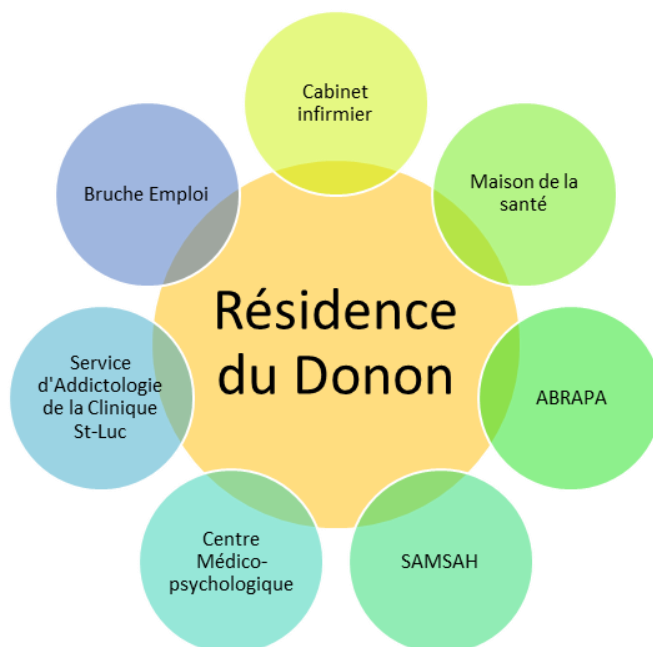 Cabinet
infirmier
Maison de la
santé
ABRAPA
SAMSAH
Centre
Médico-
psychologique
Service
d'Addictologie
de la Clinique
St-Luc
Bruche Emploi
Résidence
du Donon